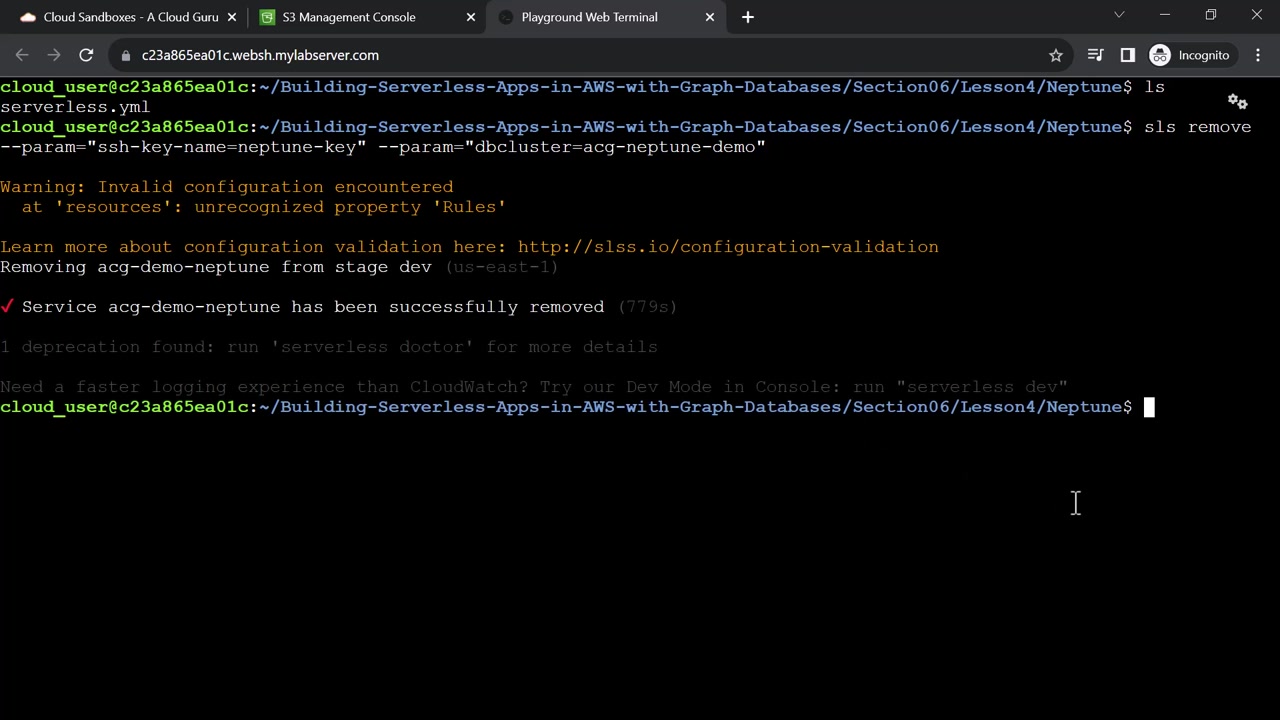 Cloud Sandboxes - A Cloud Guru
S3 Management Console
Playground Web Terminal
c23a865ea01c.websh.mylabserver.com
Incognito
cloud_user@c23a865ea01c:~/Building-Serverless-Apps-in-AWS-with-Graph-Databases/Section06/Lesson4/Neptune$ ls
serverless.yml
cloud_user@c23a865ea01c:~/Building-Serverless-Apps-in-AWS-with-Graph-Databases/Section06/Lesson4/Neptune$ sls remove
--param="ssh-key-name=neptune-key" --param="dbcluster=acg-neptune-demo"
Warning: Invalid configuration encountered
at 'resources': unrecognized property 'Rules'
Learn more about configuration validation here: http://slss.io/configuration-validation
Removing acg-demo-neptune from stage dev (us-east-1)
✓ Service acg-demo-neptune has been successfully removed (779s)
1 deprecation found: run 'serverless doctor' for more details
Need a faster logging experience than CloudWatch? Try our Dev Mode in Console: run "serverless dev"
cloud_user@c23a865ea01c:~/Building-Serverless-Apps-in-AWS-with-Graph-Databases/Section06/Lesson4/Neptune$